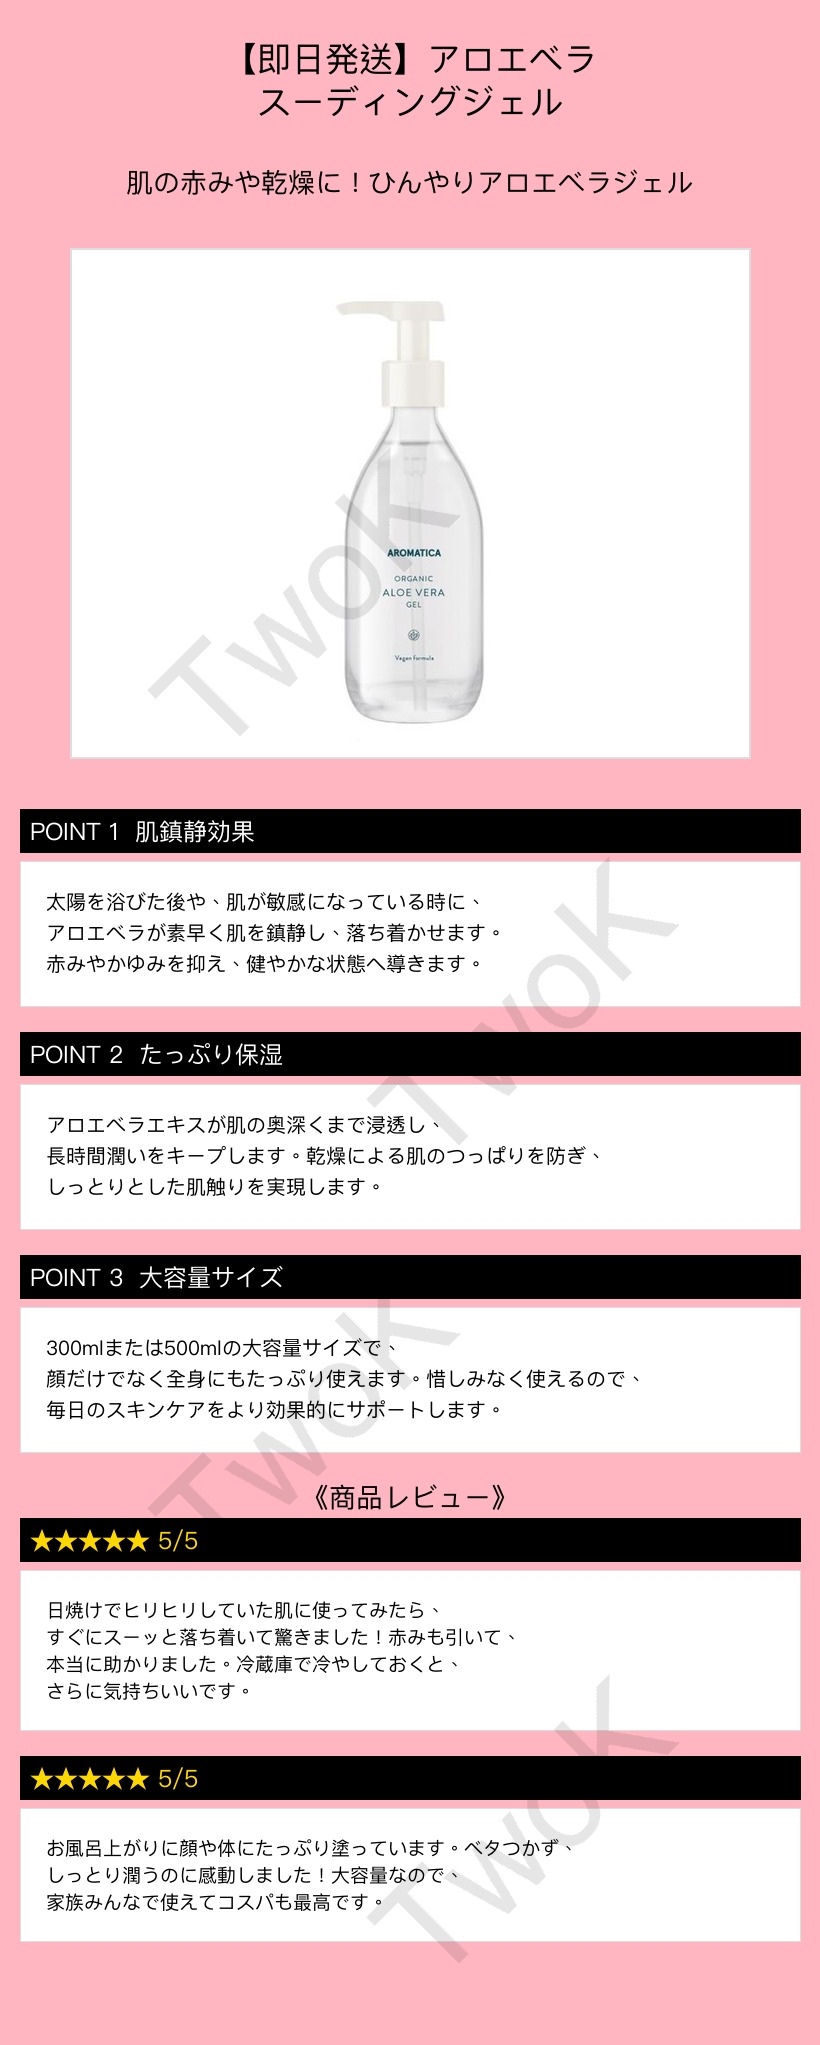 【即日発送】アロエベラ
スーディングジェル
肌の赤みや乾燥に！ひんやりアロエベラジェル
AROMATICA
ORGANIC
ALOE VERA
GEL
Vegan Formula
TwoK
POINT 1 肌鎮静効果
太陽を浴びた後や、肌が敏感になっている時に、
アロエベラが素早く肌を鎮静し、落ち着かせます。
赤みやかゆみを抑え、健やかな状態へ導きます。
TwoK
POINT 2 たっぷり保湿
アロエベラエキスが肌の奥深くまで浸透し、
長時間潤いをキープします。乾燥による肌のつっぱりを防ぎ、
しっとりとした肌触りを実現します。
POINT 3 大容量サイズ
300mlまたは500mlの大容量サイズで、
顔だけでなく全身にもたっぷり使えます。惜しみなく使えるので、
毎日のスキンケアをより効果的にサポートします。
TwoK
《商品レビュー》
★★★★★ 5/5
日焼けでヒリヒリしていた肌に使ってみたら、
すぐにスーッと落ち着いて驚きました！赤みも引いて、
本当に助かりました。冷蔵庫で冷やしておくと、
さらに気持ちいいです。
★★★★★ 5/5
お風呂上がりに顔や体にたっぷり塗っています。ベタつかず、
しっとり潤うのに感動しました！大容量なので、
家族みんなで使えてコスパも最高です。
TwoK